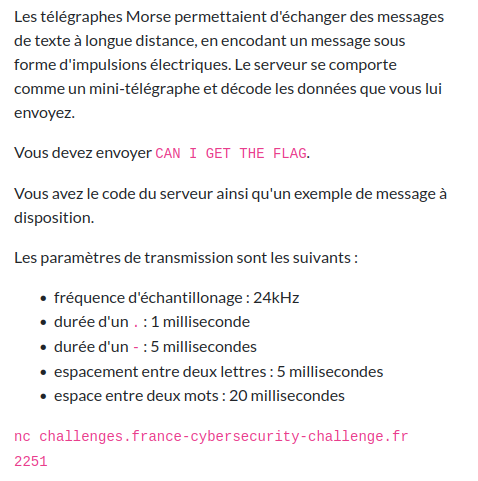 Les télégraphes Morse permettaient d'échanger des messages
de texte à longue distance, en encodant un message sous
forme d'impulsions électriques. Le serveur se comporte
comme un mini-télégraphe et décode les données que vous lui
envoyez.
Vous devez envoyer CAN I GET THE FLAG.
Vous avez le code du serveur ainsi qu'un exemple de message à
disposition.
Les paramètres de transmission sont les suivants :
• fréquence d'échantillonage : 24kHz
• durée d'un . : 1 milliseconde
• durée d'un - : 5 millisecondes
• espacement entre deux lettres : 5 millisecondes
• espace entre deux mots : 20 millisecondes
nc challenges.france-cybersecurity-challenge.fr
2251